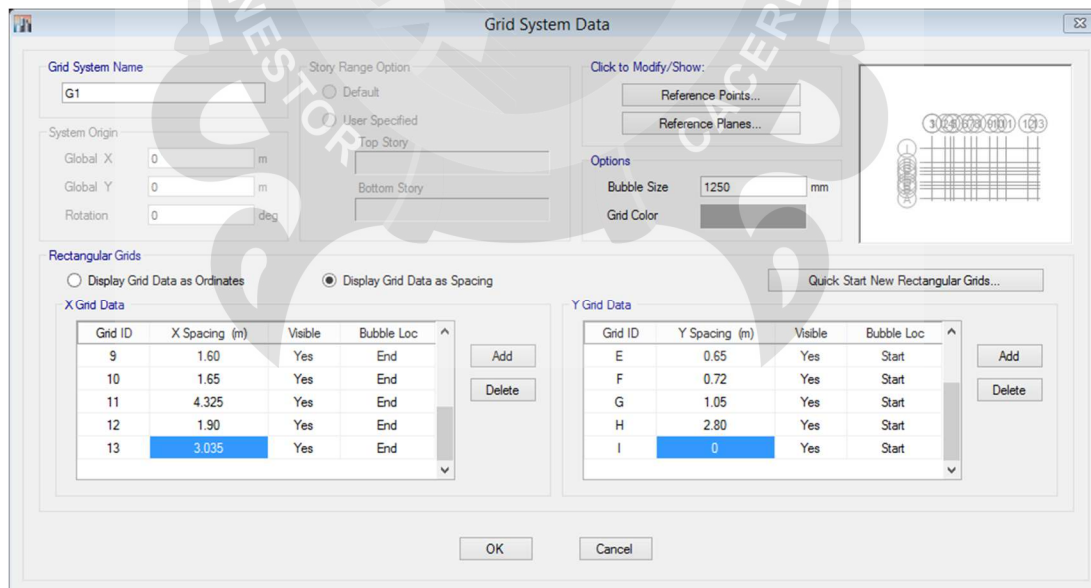 Grid System Data
Grid System Name
G1
System Origin
Global X 0 m
Global Y 0 m
Rotation 0 deg
Story Range Option
Default
User Specified
Top Story
Bottom Story
Click to Modify/Show:
Reference Points...
Reference Planes...
Options
Bubble Size 1250 mm
Grid Color
Rectangular Grids
Display Grid Data as Ordinates
Display Grid Data as Spacing
Quick Start New Rectangular Grids...
X Grid Data
Grid ID X Spacing (m) Visible Bubble Loc
9 1.60 Yes End
10 1.65 Yes End
11 4.325 Yes End
12 1.90 Yes End
13 3.035 Yes End
Add
Delete
Y Grid Data
Grid ID Y Spacing (m) Visible Bubble Loc
E 0.65 Yes Start
F 0.72 Yes Start
G 1.05 Yes Start
H 2.80 Yes Start
I 0 Yes Start
Add
Delete
OK
Cancel
NESTOR
CACER